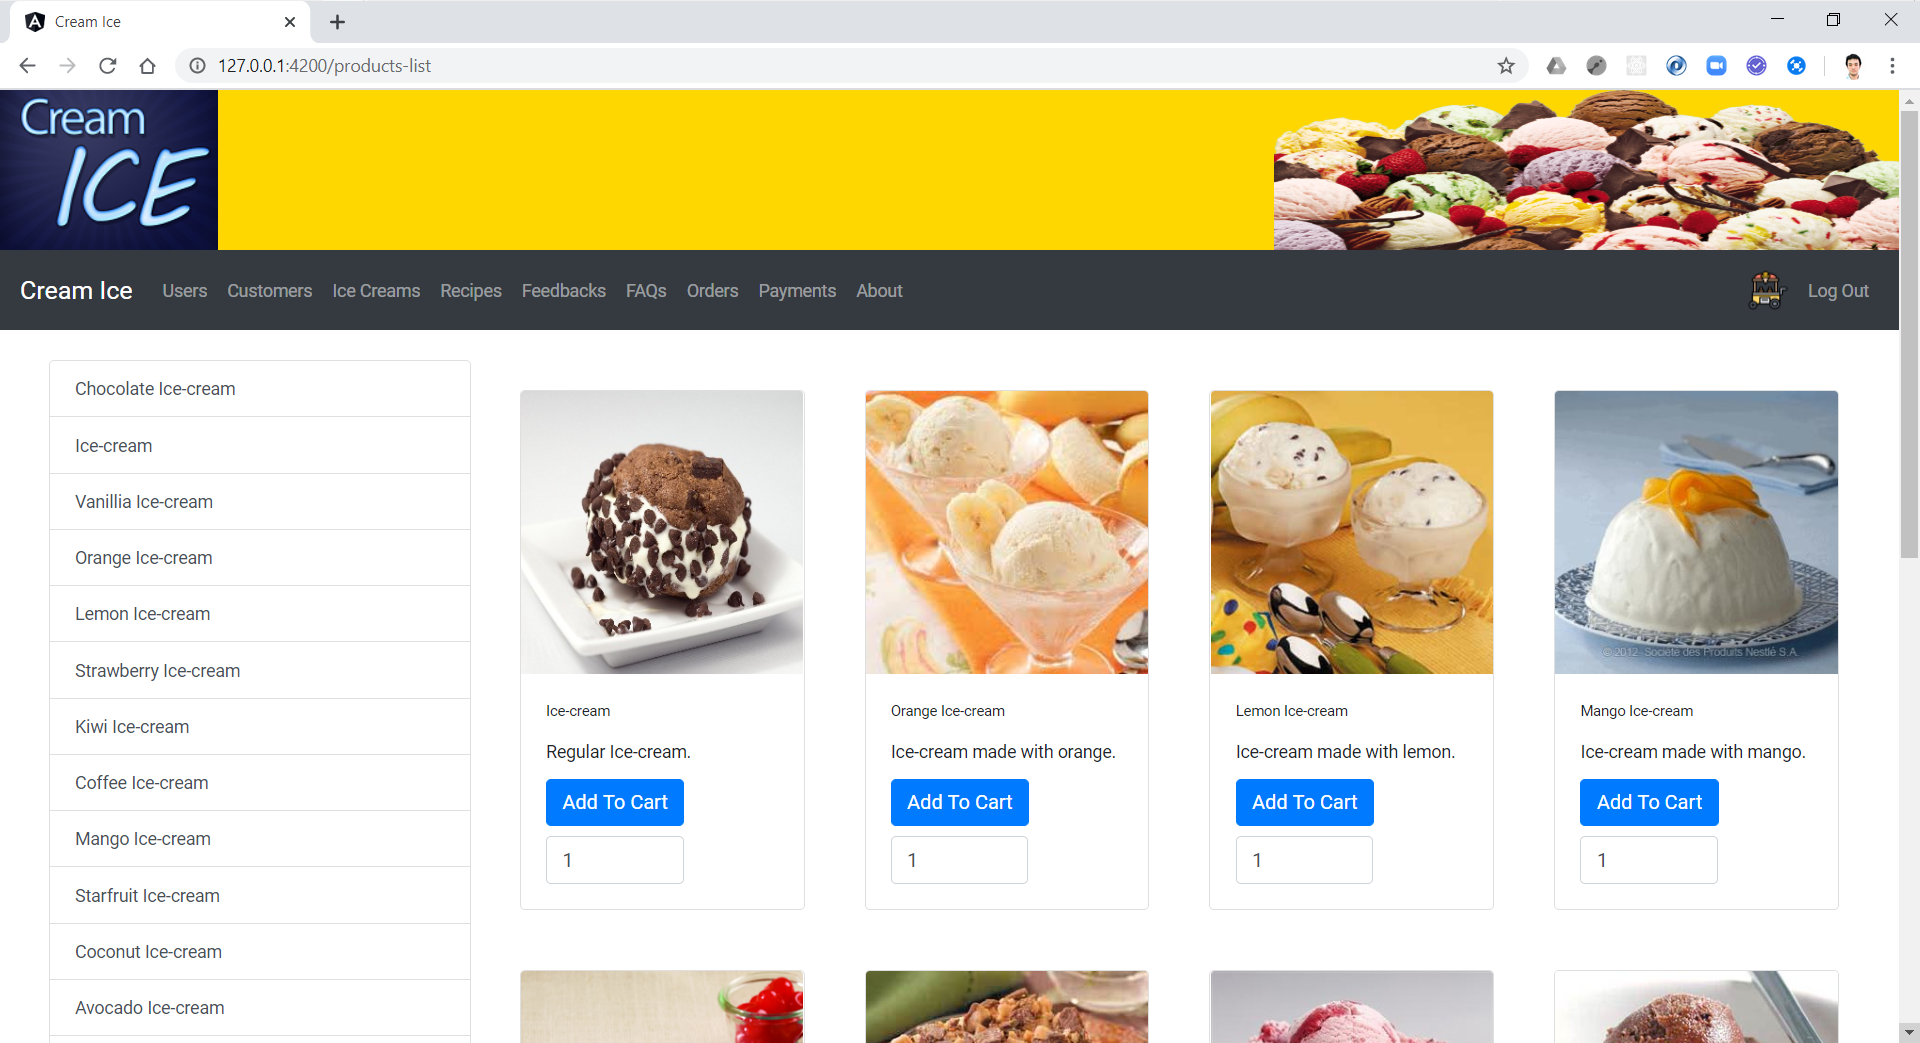 Cream Ice
127.0.0.1:4200/products-list
Cream
ICE
Cream Ice Users Customers Ice Creams Recipes Feedbacks FAQs Orders Payments About Log Out
Chocolate Ice-cream
Ice-cream
Vanillia Ice-cream
Orange Ice-cream
Lemon Ice-cream
Strawberry Ice-cream
Kiwi Ice-cream
Coffee Ice-cream
Mango Ice-cream
Starfruit Ice-cream
Coconut Ice-cream
Avocado Ice-cream
Ice-cream
Regular Ice-cream.
Add To Cart
1
Orange Ice-cream
Ice-cream made with orange.
Add To Cart
1
Lemon Ice-cream
Ice-cream made with lemon.
Add To Cart
1
© 2012 Société des Produits Nestlé S.A.
Mango Ice-cream
Ice-cream made with mango.
Add To Cart
1